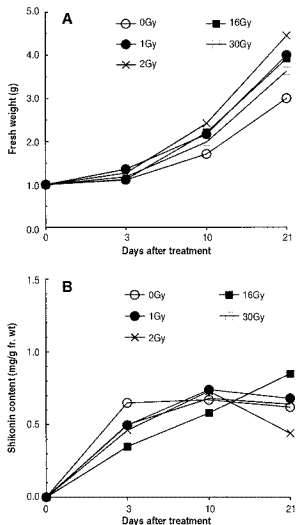 A
0Gy
1Gy
2Gy
16Gy
30Gy
5.0
4.0
3.0
2.0
1.0
0.0
Fresh weight (g)
0
3
10
21
Days after treatment
B
0Gy
1Gy
2Gy
16Gy
30Gy
1.5
1.0
0.5
0.0
Shikonin content (mg/g fr. wt)
0
3
10
21
Days after treatment